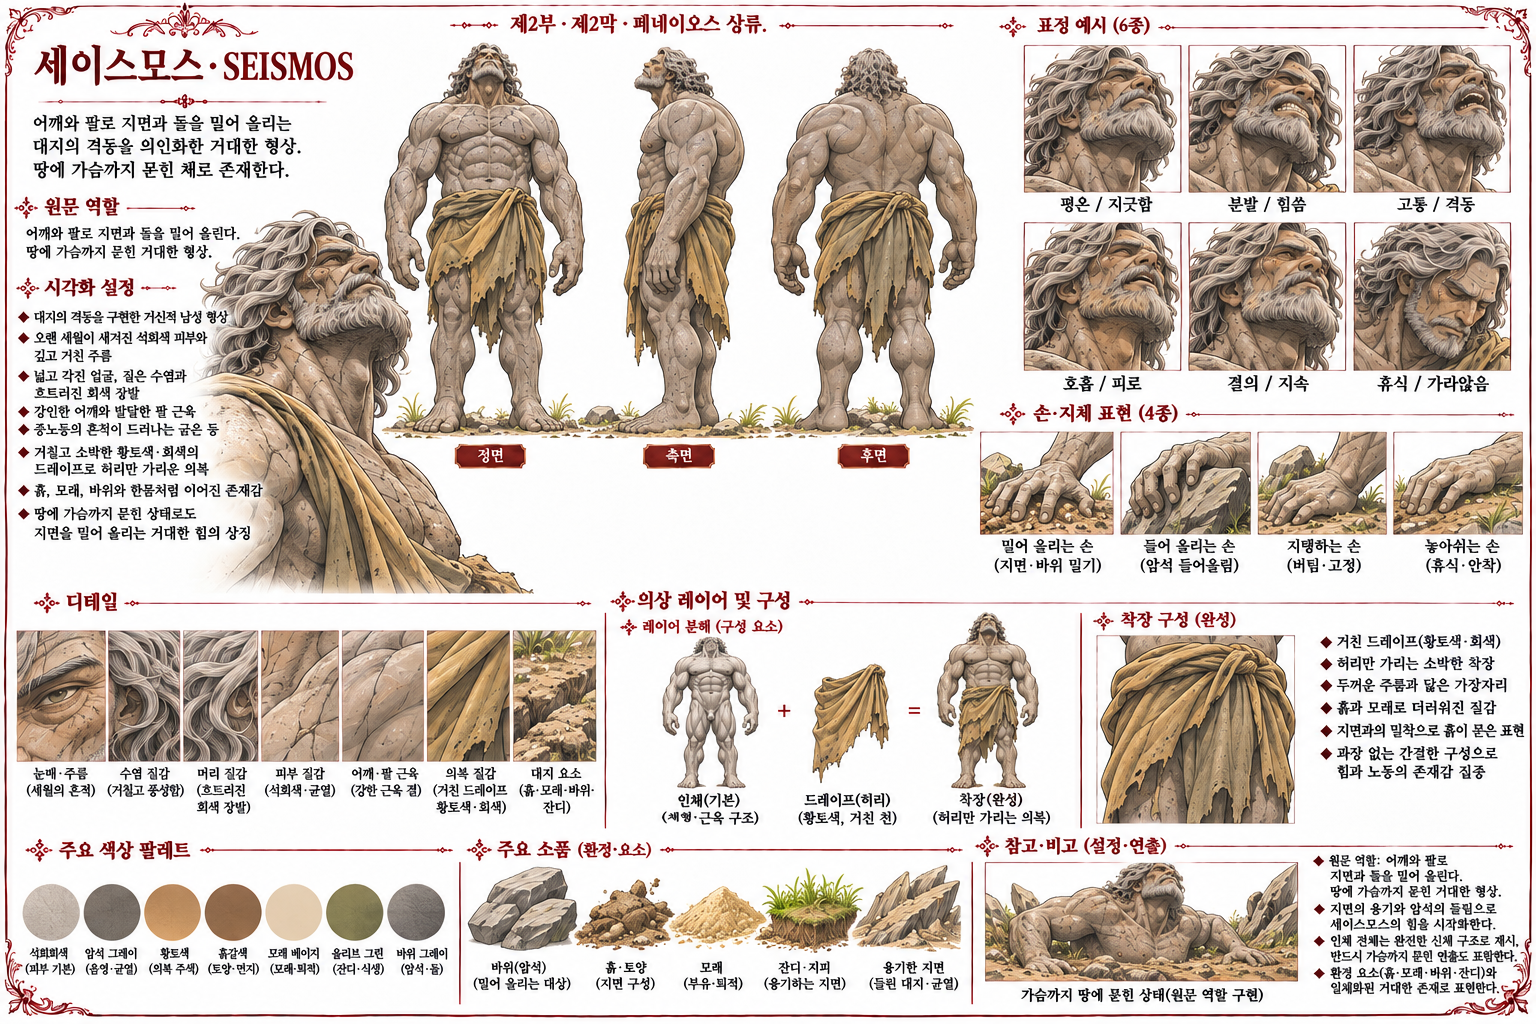 세이스모스·SEISMOS
어깨와 팔로 지면과 돌을 밀어 올리는
대지의 격동을 의인화한 거대한 형상.
땅에 가슴까지 묻힌 채로 존재한다.
원문 역할
어깨와 팔로 지면과 돌을 밀어 올린다.
땅에 가슴까지 묻힌 거대한 형상.
시각화 설정
대지의 격동을 구현한 거신적 남성 형상
오랜 세월이 새겨진 석회색 피부와
깊고 거친 주름
넓고 각진 얼굴, 짙은 수염과
흐트러진 회색 장발
강인한 어깨와 발달한 팔 근육
중노동의 흔적이 드러나는 굽은 등
거칠고 소박한 황토색·회색의
드레이프로 허리만 가리운 의복
흙, 모래, 바위와 한몸처럼 이어진 존재감
땅에 가슴까지 묻힌 상태로도
지면을 밀어 올리는 거대한 힘의 상징
제2부·제2막·페네이오스 상류.
정면
측면
후면
표정 예시 (6종)
평온 / 지긋함
분발 / 힘씀
고통 / 격동
호흡 / 피로
결의 / 지속
휴식 / 가라앉음
손·지체 표현 (4종)
밀어 올리는 손
(지면·바위 밀기)
들어 올리는 손
(암석 들어올림)
지탱하는 손
(버팀·고정)
놓아쉬는 손
(휴식·안착)
디테일
눈매·주름
(세월의 흔적)
수염 질감
(거칠고 풍성함)
머리 질감
(흐트러진
회색 장발)
피부 질감
(석회색·균열)
어깨·팔 근육
(강한 근육 결)
의복 질감
(거친 드레이프
황토색·회색)
대지 요소
(흙·모래·바위·
잔디)
의상 레이어 및 구성
레이어 분해 (구성 요소)
인체(기본)
(체형·근육 구조)
+
드레이프(허리)
(황토색, 거친 천)
=
착장(완성)
(허리만 가리는 의복)
착장 구성 (완성)
거친 드레이프(황토색·회색)
허리만 가리는 소박한 착장
두꺼운 주름과 닳은 가장자리
흙과 모래로 더러워진 질감
지면과의 밀착으로 흙이 묻은 표현
과장 없는 간결한 구성으로
힘과 노동의 존재감 집중
주요 색상 팔레트
석회회색
(피부 기본)
암석 그레이
(음영·균열)
황토색
(의복 주색)
흙갈색
(토양·먼지)
모래 베이지
(모래·퇴적)
올리브 그린
(잔디·식생)
바위 그레이
(암석·돌)
주요 소품 (환경·요소)
바위(암석)
(밀어 올리는 대상)
흙·토양
(지면 구성)
모래
(부유·퇴적)
잔디·지피
(융기하는 지면)
융기한 지면
(들린 대지·균열)
참고·비고 (설정·연출)
가슴까지 땅에 묻힌 상태(원문 역할 구현)
원문 역할: 어깨와 팔로
지면과 돌을 밀어 올린다.
땅에 가슴까지 묻힌 거대한 형상.
지면의 융기와 암석의 들림으로
세이스모스의 힘을 시각화한다.
인체 전체는 완전한 신체 구조로 제시,
반드시 가슴까지 묻힌 연출도 포함한다.
환경 요소(흙·모래·바위·잔디)와
일체화된 거대한 존재로 표현한다.